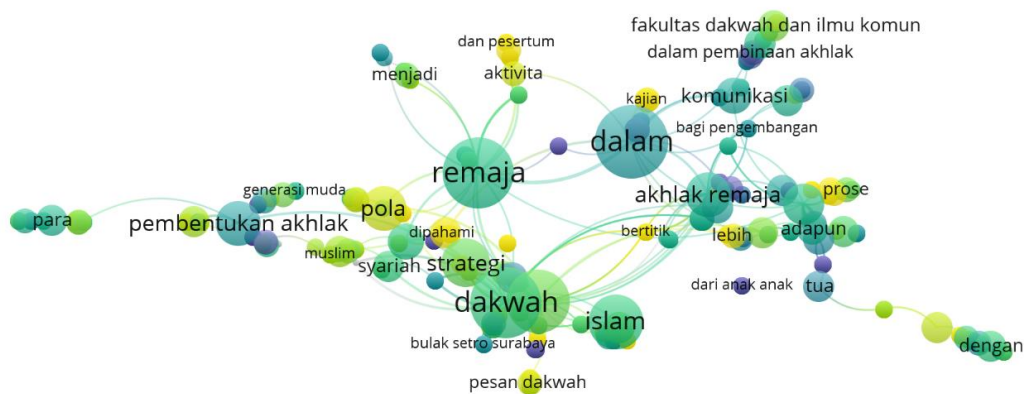 fakultas dakwah dan ilmu komun
dan pesertum
dalam pembinaan akhlak
menjadi
aktivita
kajian
komunikasi
bagi pengembangan
dalam
remaja
generasi muda
akhlak remaja
prose
para
pembentukan akhlak
pola
dipahami
bertitik
lebih
adapun
muslim
syariah
strategi
dari anak anak
tua
dakwah
islam
bulak setro surabaya
dengan
pesan dakwah